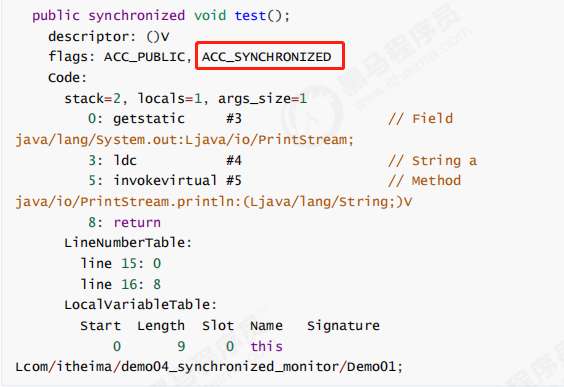 public synchronized void test();
descriptor: ()V
flags: ACC_PUBLIC, ACC_SYNCHRONIZED
Code:
stack=2, locals=1, args_size=1
0: getstatic #3 // Field
java/lang/System.out:Ljava/io/PrintStream;
3: ldc #4 // String a
5: invokevirtual #5 // Method
java/io/PrintStream.println:(Ljava/lang/String;)V
8: return
LineNumberTable:
line 15: 0
line 16: 8
LocalVariableTable:
Start Length Slot Name Signature
0 9 0 this
Lcom/itheima/demo04_synchronized_monitor/Demo01;
黑马程序员
www.itheima.com